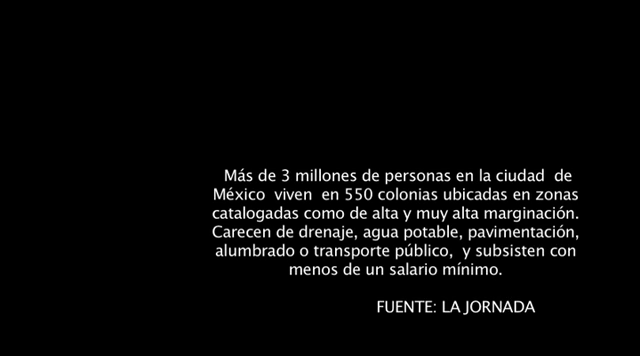 Más de 3 millones de personas en la ciudad de
México viven en 550 colonias ubicadas en zonas
catalogadas como de alta y muy alta marginación.
Carecen de drenaje, agua potable, pavimentación,
alumbrado o transporte público, y subsisten con
menos de un salario mínimo.
FUENTE: LA JORNADA